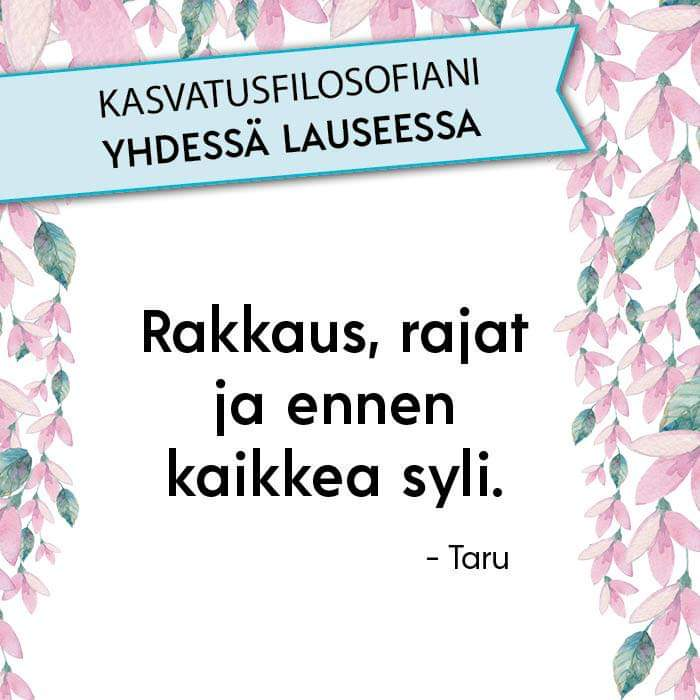 KASVATUSFILOSOFIANI
YHDESSÄ LAUSEESSA
Rakkaus, rajat
ja ennen
kaikkea syli.
- Taru